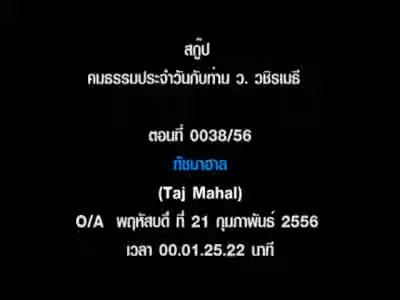 สกู๊ป
คมธรรมประจำวันกับท่าน ว. วชิรเมธี
ตอนที่ 0038/56
ทัชมาฮาล
(Taj Mahal)
O/A พฤหัสบดี ที่ 21 กุมภาพันธ์ 2556
เวลา 00.01.25.22 นาที